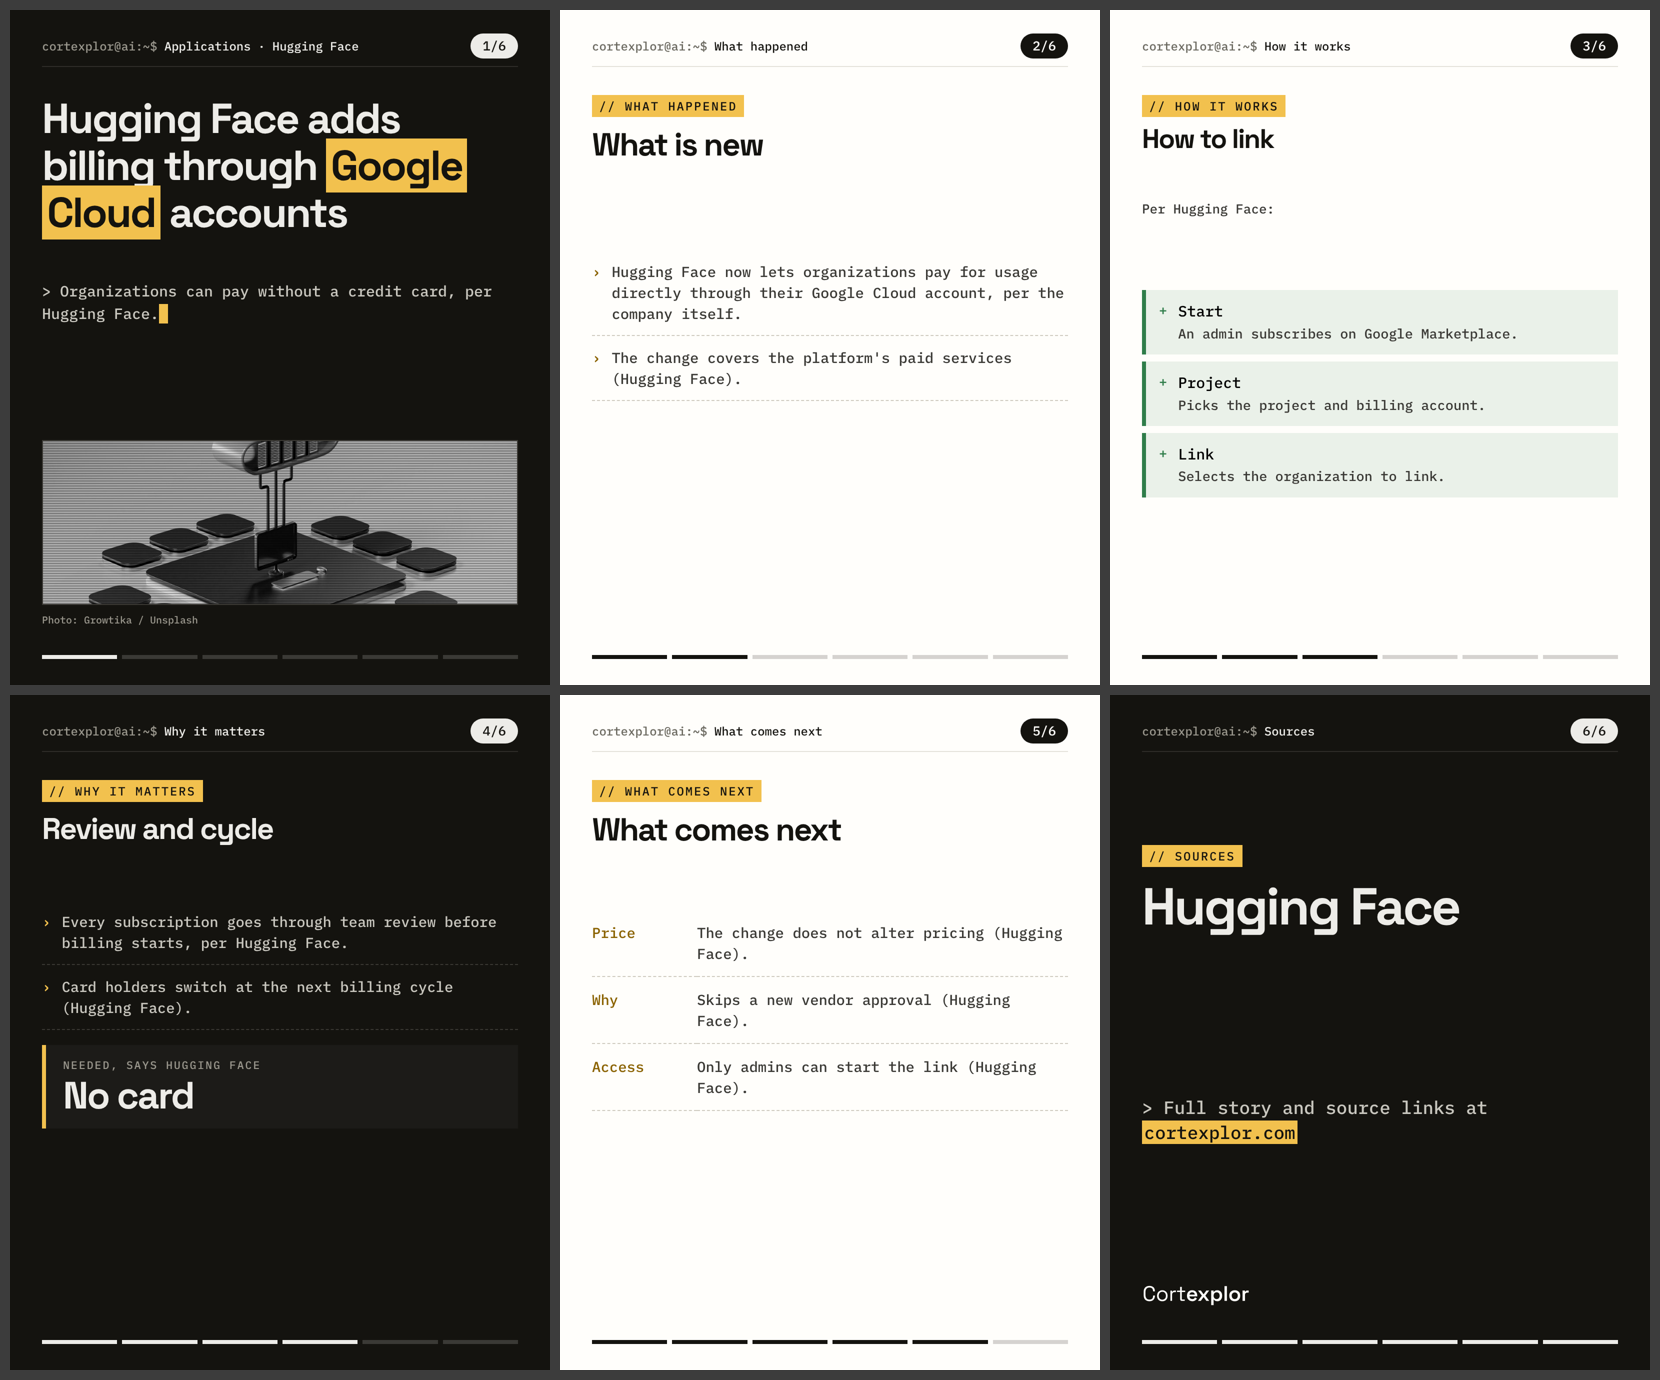 cortexplor@ai:~$ Applications · Hugging Face
1/6
Hugging Face adds
billing through Google
Cloud accounts
> Organizations can pay without a credit card, per
Hugging Face.
Photo: Growtika / Unsplash
cortexplor@ai:~$ What happened
2/6
// WHAT HAPPENED
What is new
› Hugging Face now lets organizations pay for usage
directly through their Google Cloud account, per the
company itself.
› The change covers the platform's paid services
(Hugging Face).
cortexplor@ai:~$ How it works
3/6
// HOW IT WORKS
How to link
Per Hugging Face:
+ Start
An admin subscribes on Google Marketplace.
+ Project
Picks the project and billing account.
+ Link
Selects the organization to link.
cortexplor@ai:~$ Why it matters
4/6
// WHY IT MATTERS
Review and cycle
› Every subscription goes through team review before
billing starts, per Hugging Face.
› Card holders switch at the next billing cycle
(Hugging Face).
NEEDED, SAYS HUGGING FACE
No card
cortexplor@ai:~$ What comes next
5/6
// WHAT COMES NEXT
What comes next
Price The change does not alter pricing (Hugging
Face).
Why Skips a new vendor approval (Hugging
Face).
Access Only admins can start the link (Hugging
Face).
cortexplor@ai:~$ Sources
6/6
// SOURCES
Hugging Face
> Full story and source links at
cortexplor.com
Cortexplor